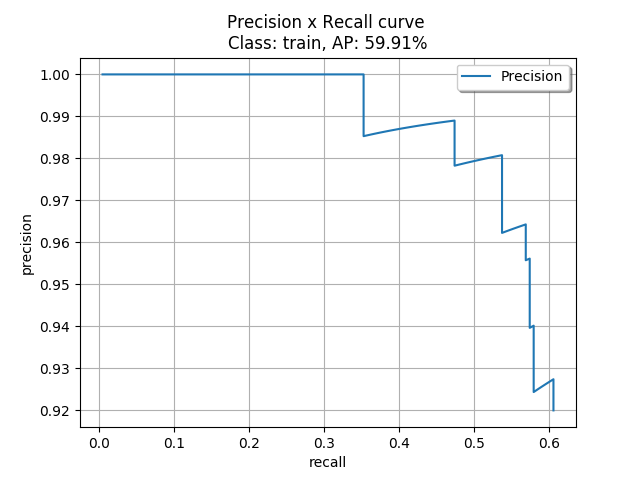 Precision x Recall curve
Class: train, AP: 59.91%
Precision
1.00
0.99
0.98
0.97
0.96
0.95
0.94
0.93
0.92
precision
0.0 0.1 0.2 0.3 0.4 0.5 0.6
recall